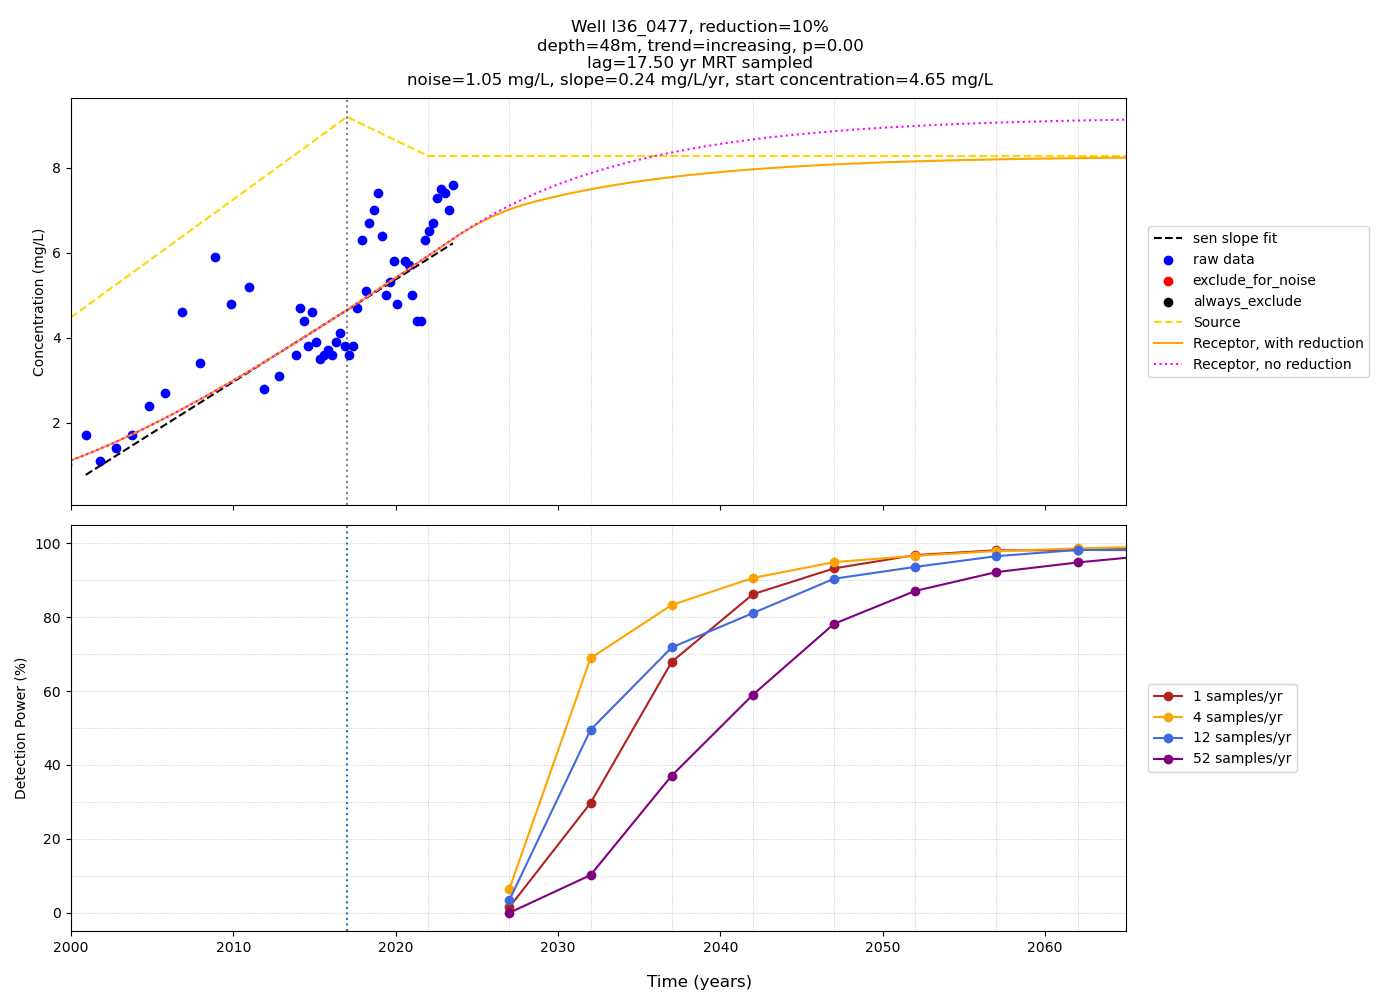 Well l36_0477, reduction=10%
depth=48m, trend=increasing, p=0.00
lag=17.50 yr MRT sampled
noise=1.05 mg/L, slope=0.24 mg/L/yr, start concentration=4.65 mg/L
Concentration (mg/L)
8
6
4
2
sen slope fit
raw data
exclude_for_noise
always_exclude
Source
Receptor, with reduction
Receptor, no reduction
Detection Power (%)
100
80
60
40
20
0
1 samples/yr
4 samples/yr
12 samples/yr
52 samples/yr
2000 2010 2020 2030 2040 2050 2060
Time (years)